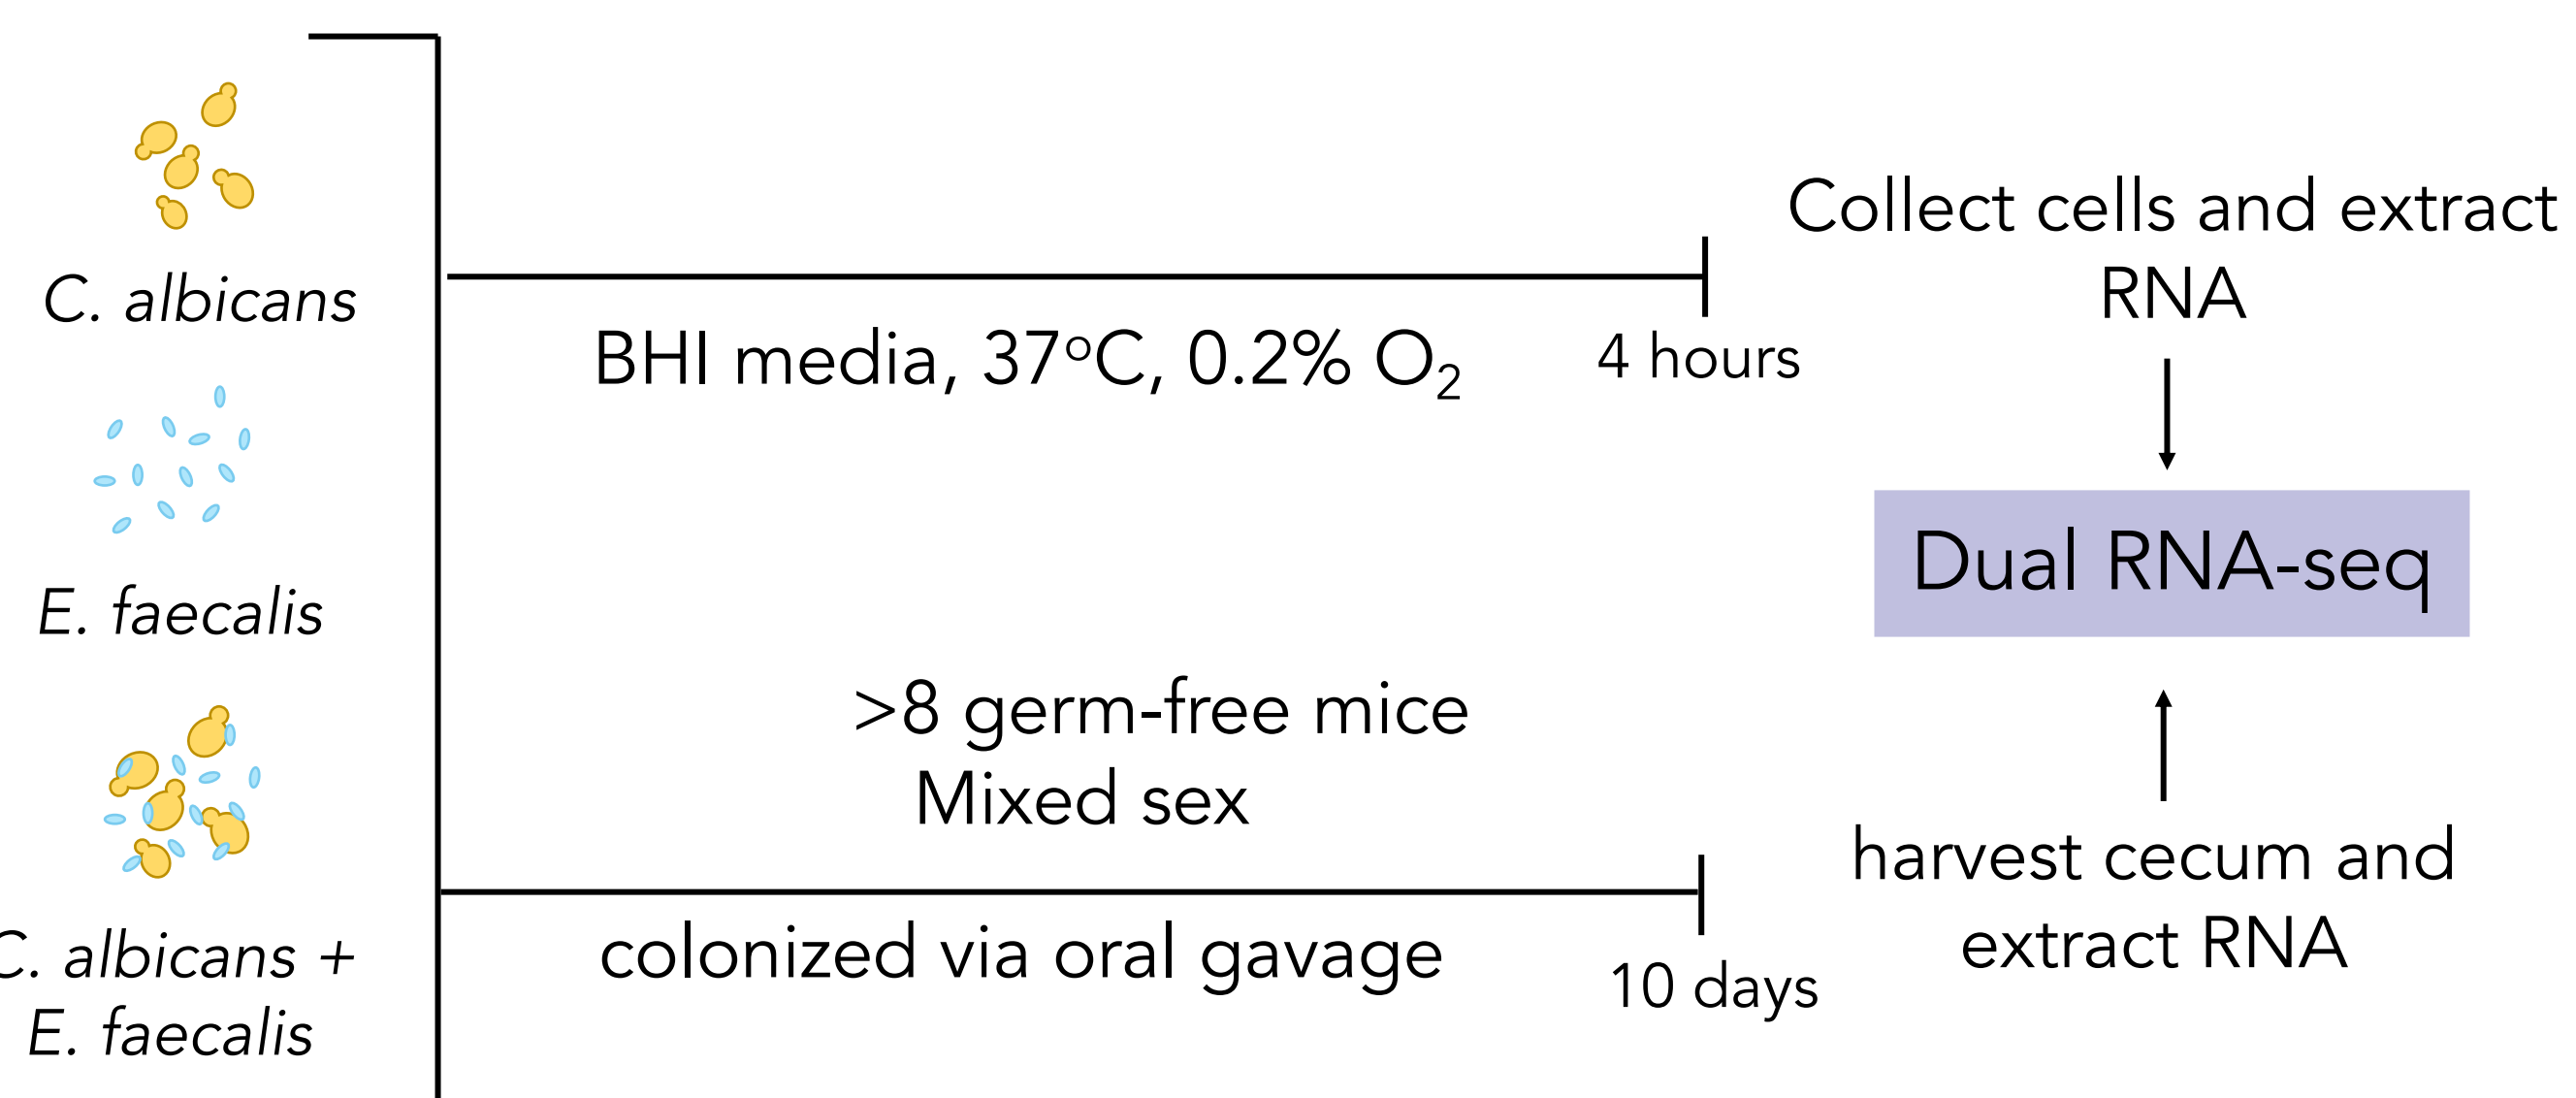 C. albicans
E. faecalis
C. albicans +
E. faecalis
BHI media, 37°C, 0.2% O₂
4 hours
Collect cells and extract
RNA
Dual RNA-seq
>8 germ-free mice
Mixed sex
colonized via oral gavage
10 days
harvest cecum and
extract RNA